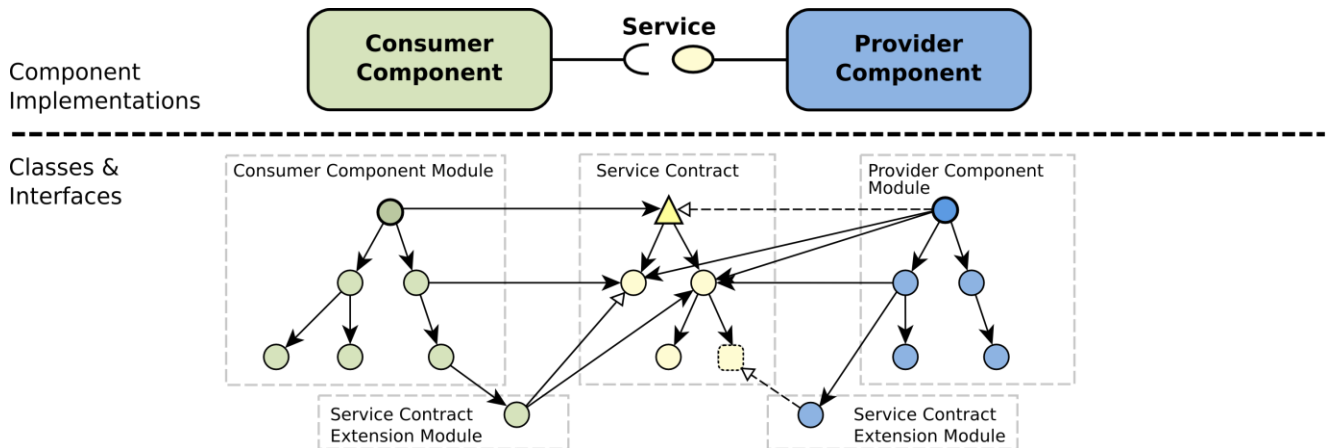 Consumer
Component
Service
Provider
Component
Component
Implementations
Classes &
Interfaces
Consumer Component Module
Service Contract
Provider Component
Module
Service Contract
Extension Module
Service Contract
Extension Module